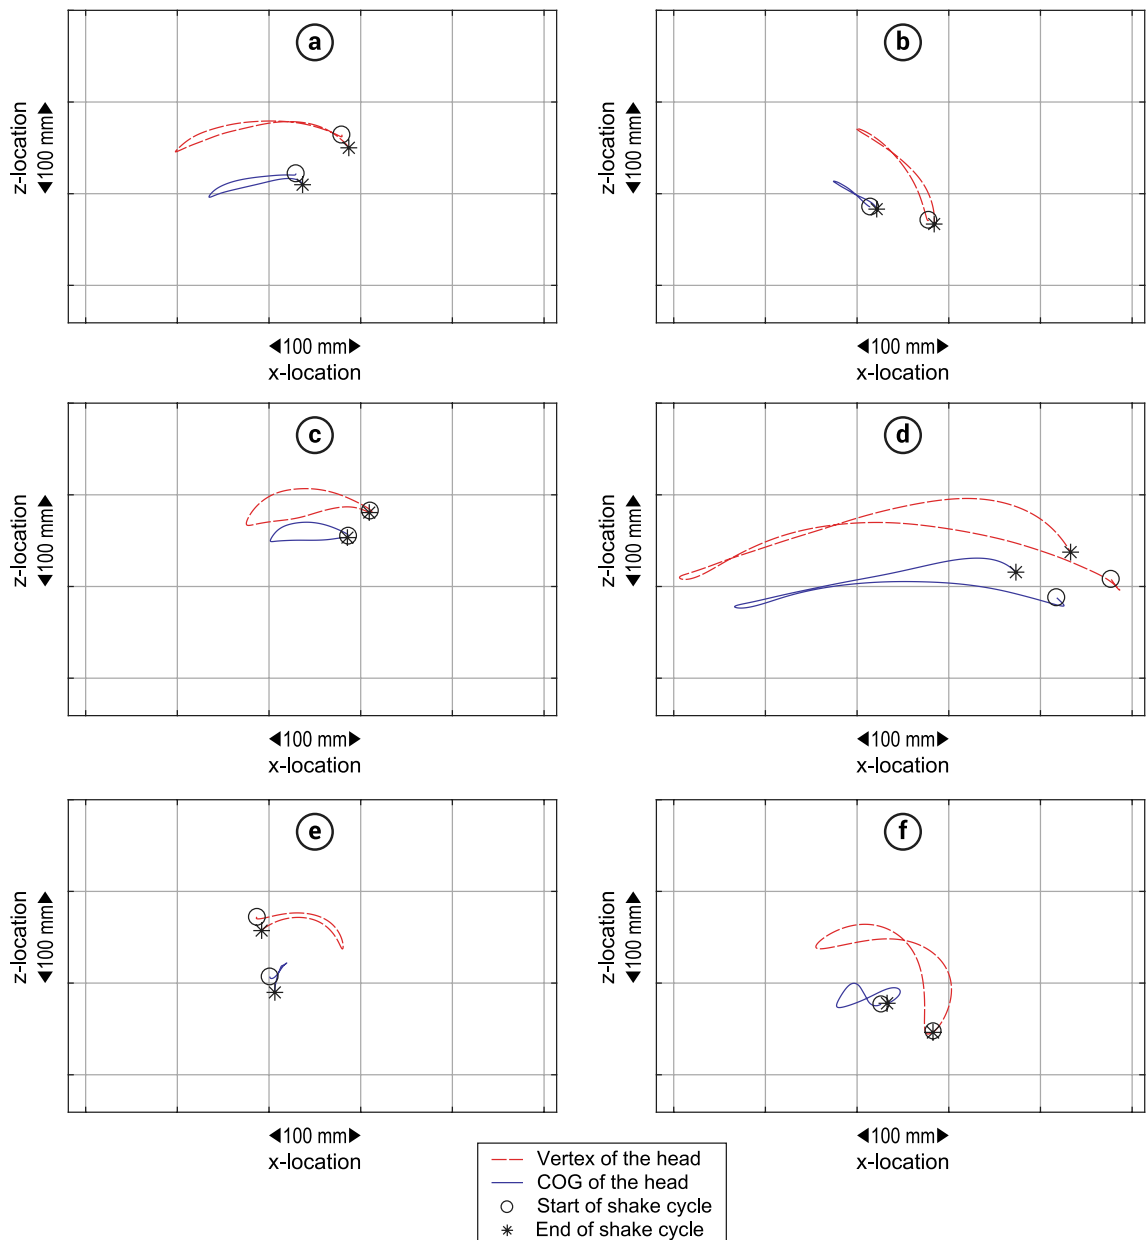 a
b
z-location
◄100 mm►
z-location
◄100 mm►
◄100 mm►
x-location
◄100 mm►
x-location
c
d
z-location
◄100 mm►
z-location
◄100 mm►
◄100 mm►
x-location
◄100 mm►
x-location
e
f
z-location
◄100 mm►
z-location
◄100 mm►
◄100 mm►
x-location
◄100 mm►
x-location
Vertex of the head
COG of the head
Start of shake cycle
End of shake cycle